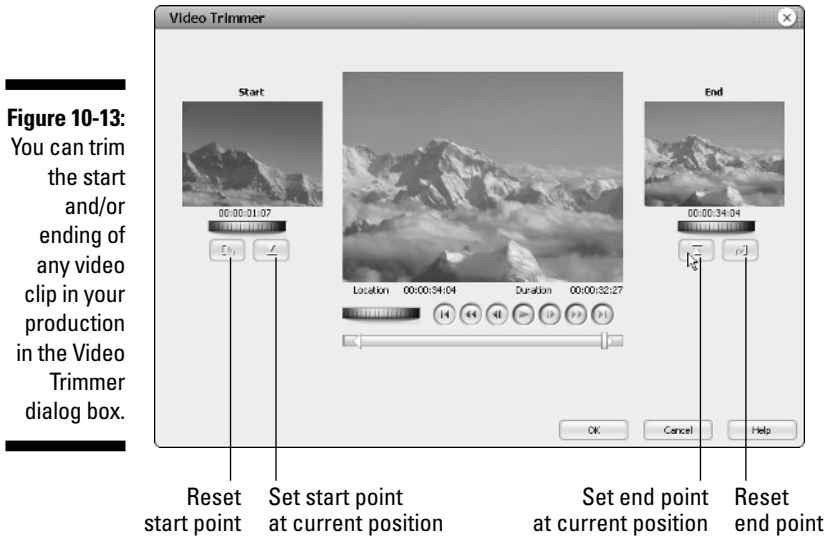 Video Trimmer
Figure 10-13:
You can trim
the start
and/or
ending of
any video
clip in your
production
in the Video
Trimmer
dialog box.
Start
00:00:01:07
End
00:00:34:04
Location 00:00:34:04 Duration 00:00:32:27
OK Cancel Help
Reset
start point
Set start point
at current position
Set end point
at current position
Reset
end point